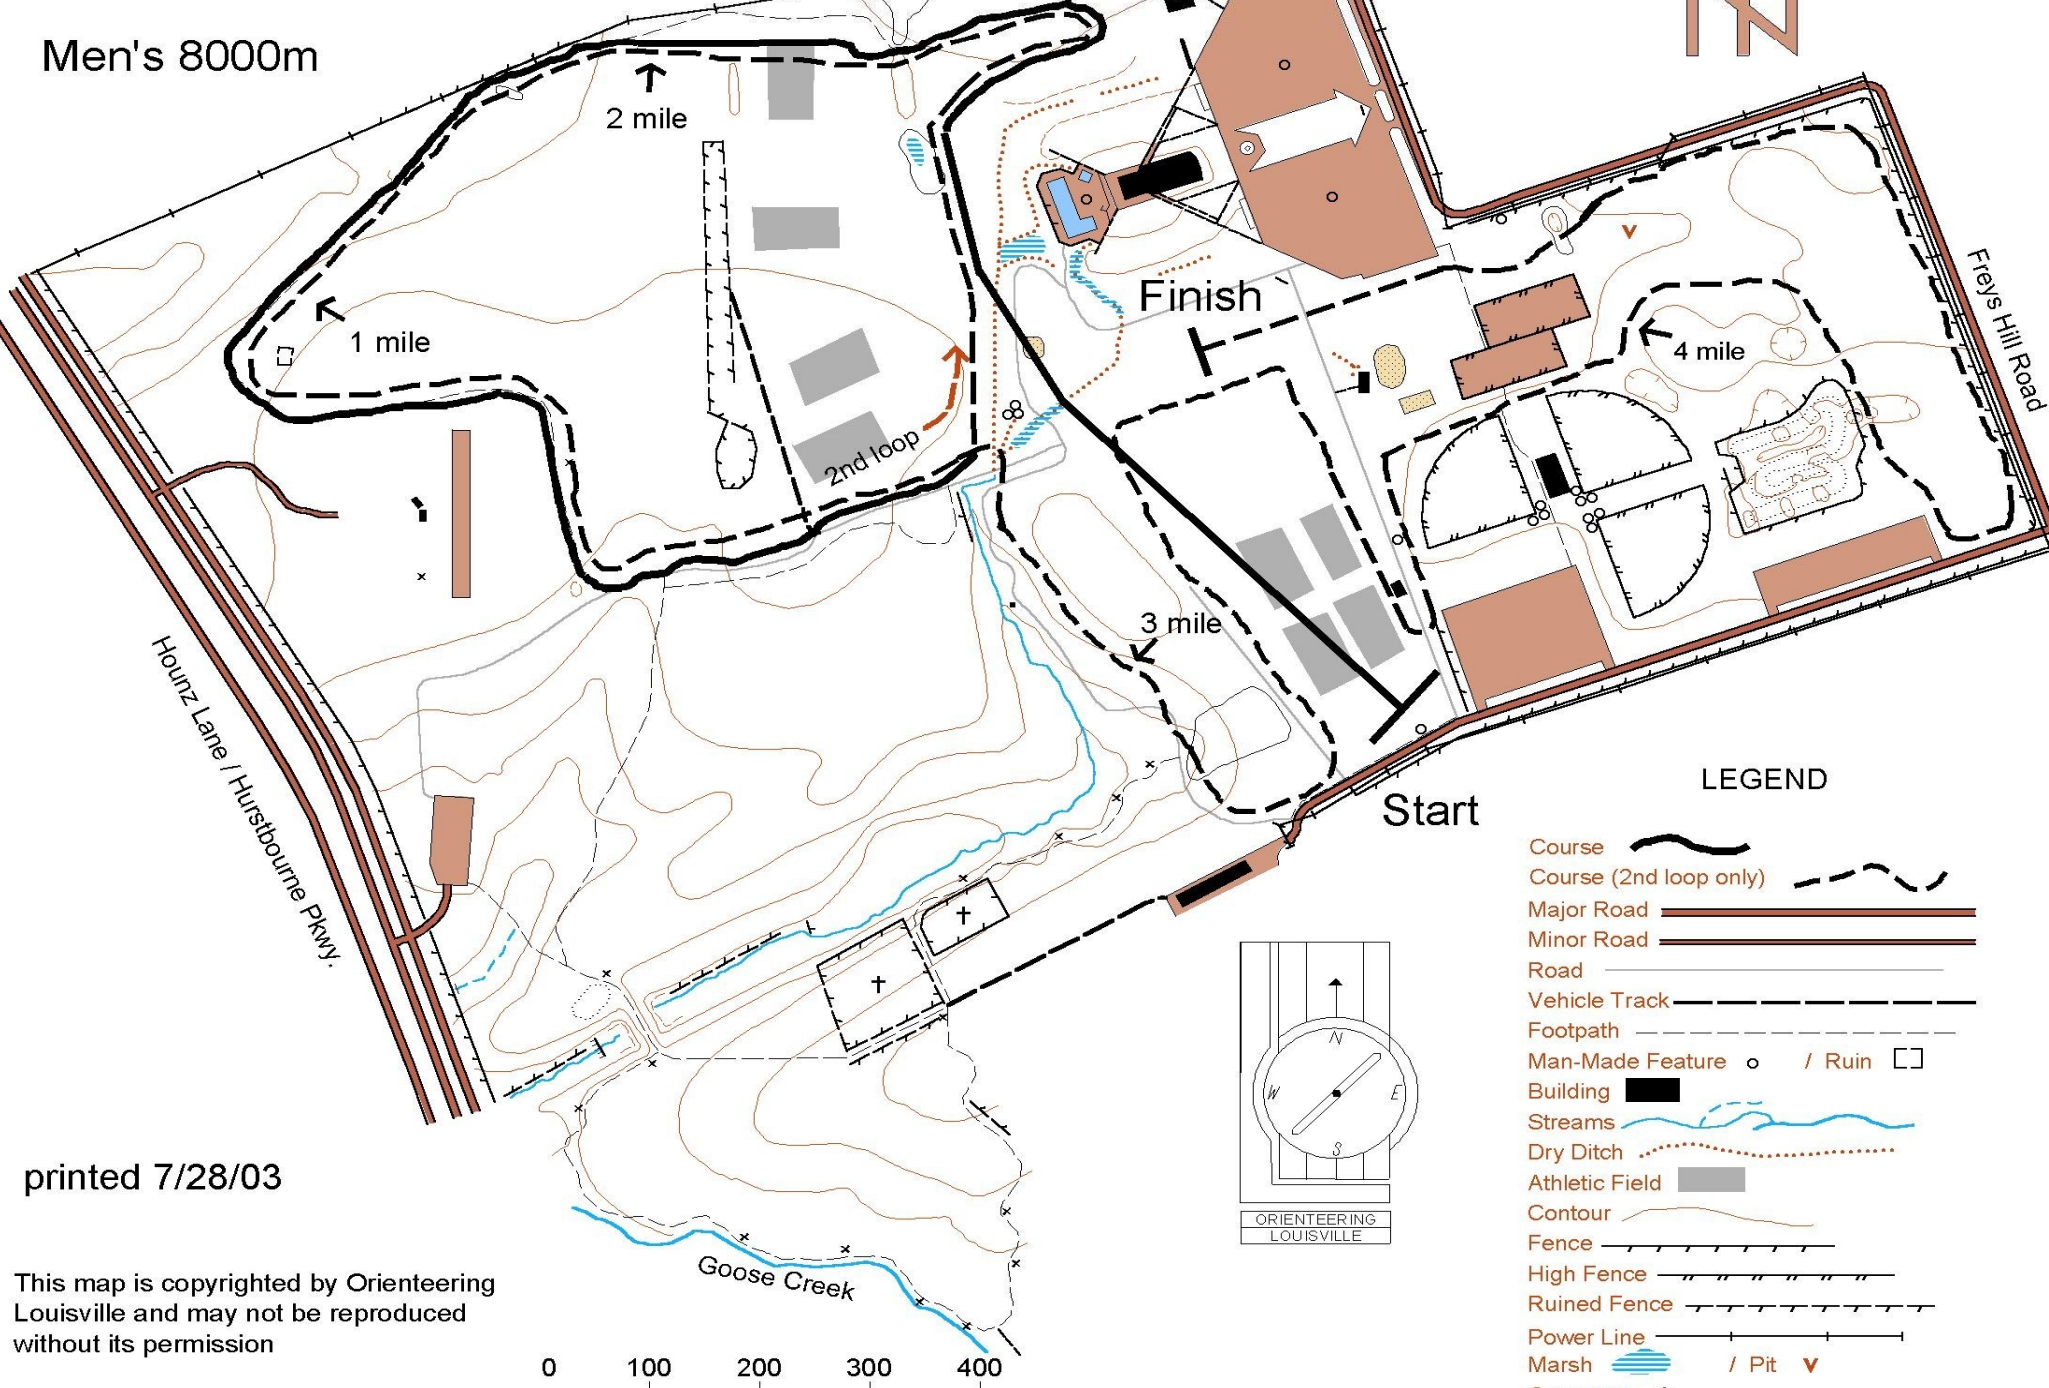 Men's 8000m
2 mile
1 mile
Finish
4 mile
Freys Hill Road
2nd loop
3 mile
Hounz Lane / Hurstbourne Pkwy.
Start
LEGEND
Course
Course (2nd loop only)
Major Road
Minor Road
Road
Vehicle Track
Footpath
Man-Made Feature / Ruin
Building
Streams
Dry Ditch
Athletic Field
Contour
Fence
High Fence
Ruined Fence
Power Line
Marsh / Pit
N
W E
S
ORIENTEERING
LOUISVILLE
printed 7/28/03
Goose Creek
This map is copyrighted by Orienteering
Louisville and may not be reproduced
without its permission
0 100 200 300 400